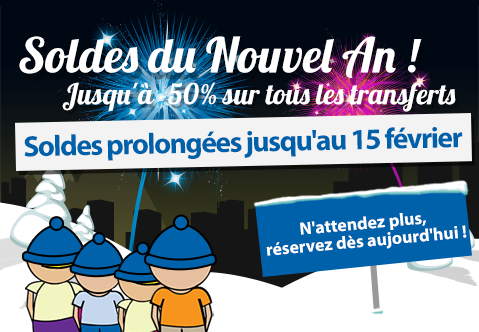 Soldes du Nouvel An !
Jusqu'à -50% sur tous les transferts
Soldes prolongées jusqu'au 15 février
N'attendez plus,
réservez dès aujourd'hui !